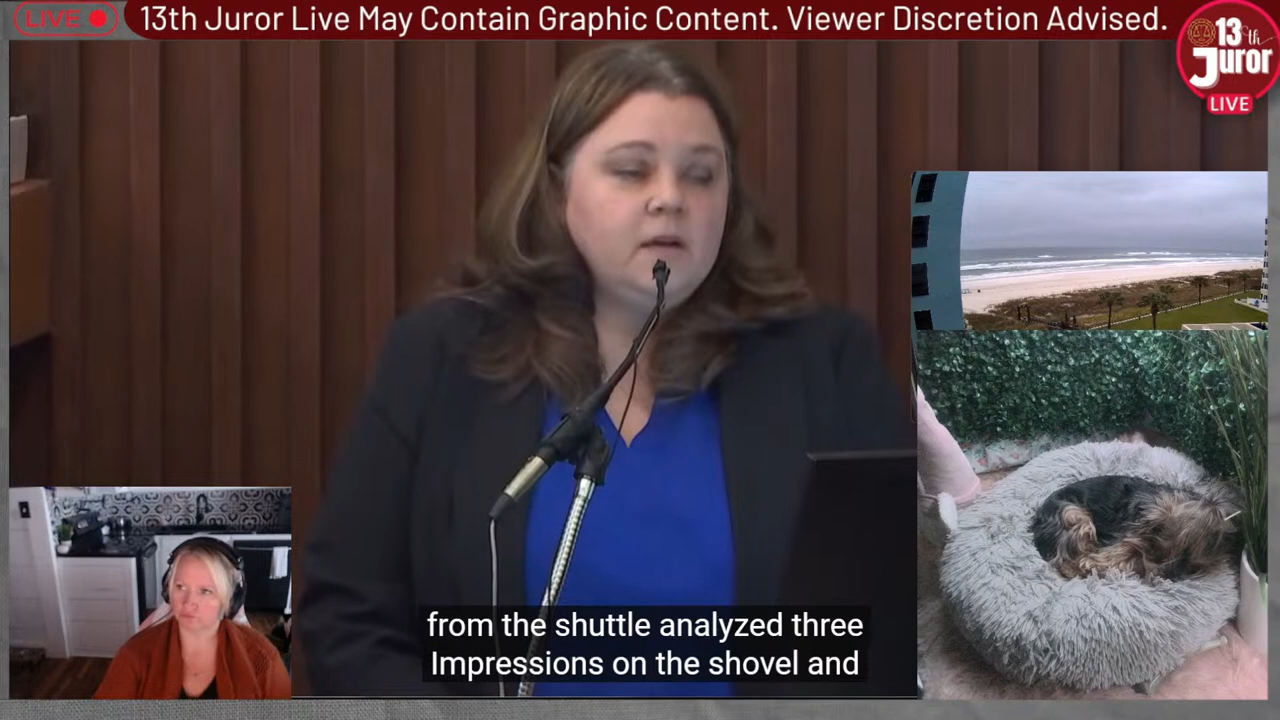 LIVE
13th Juror Live May Contain Graphic Content. Viewer Discretion Advised.
13th
Juror
LIVE
from the shuttle analyzed three
Impressions on the shovel and